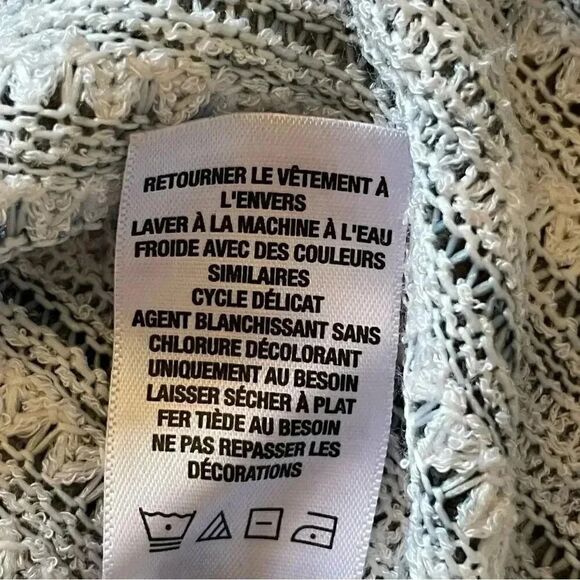 RETOURNER LE VÊTEMENT À
L'ENVERS
LAVER À LA MACHINE À L'EAU
FROIDE AVEC DES COULEURS
SIMILAIRES
CYCLE DÉLICAT
AGENT BLANCHISSANT SANS
CHLORURE DÉCOLORANT
UNIQUEMENT AU BESOIN
LAISSER SÉCHER À PLAT
FER TIÈDE AU BESOIN
NE PAS REPASSER LES
DÉCORATIONS